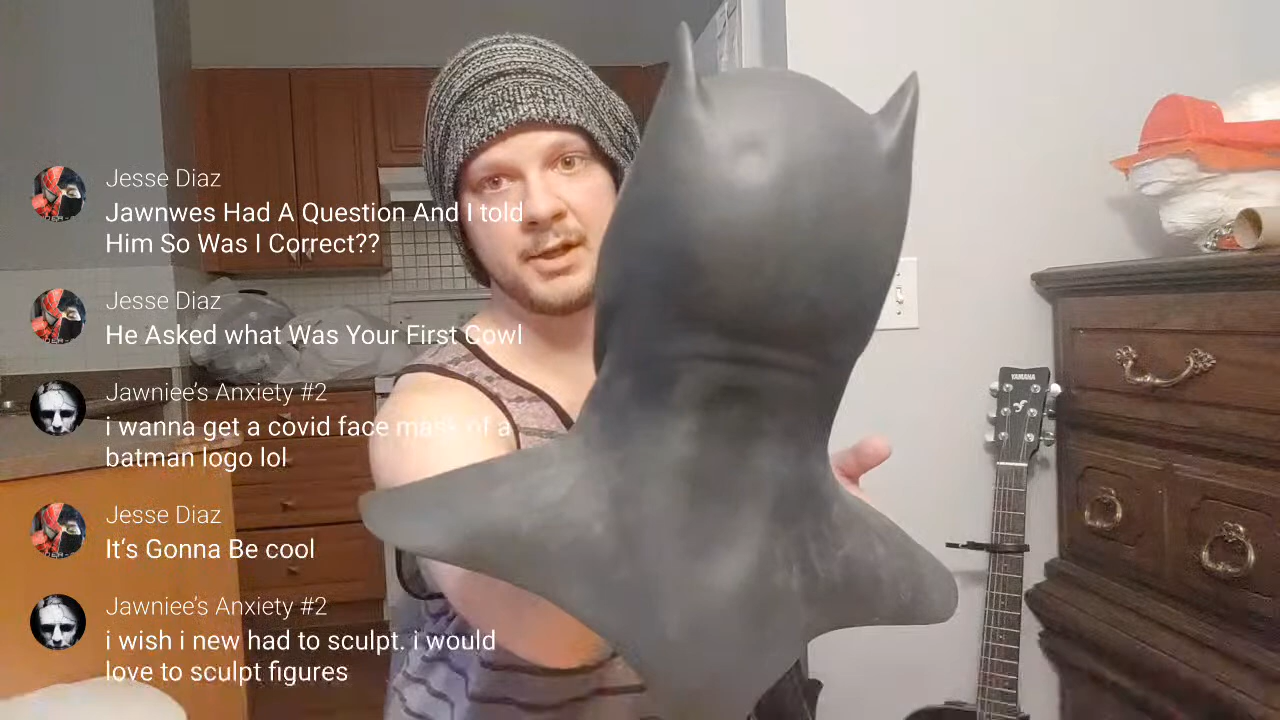 Jesse Diaz
Jawnwes Had A Question And I told
Him So Was I Correct??
Jesse Diaz
He Asked what Was Your First Cowl
Jawniee's Anxiety #2
i wanna get a covid face mask of a
batman logo lol
Jesse Diaz
It's Gonna Be cool
Jawniee's Anxiety #2
i wish i new had to sculpt. i would
love to sculpt figures
YAMAHA